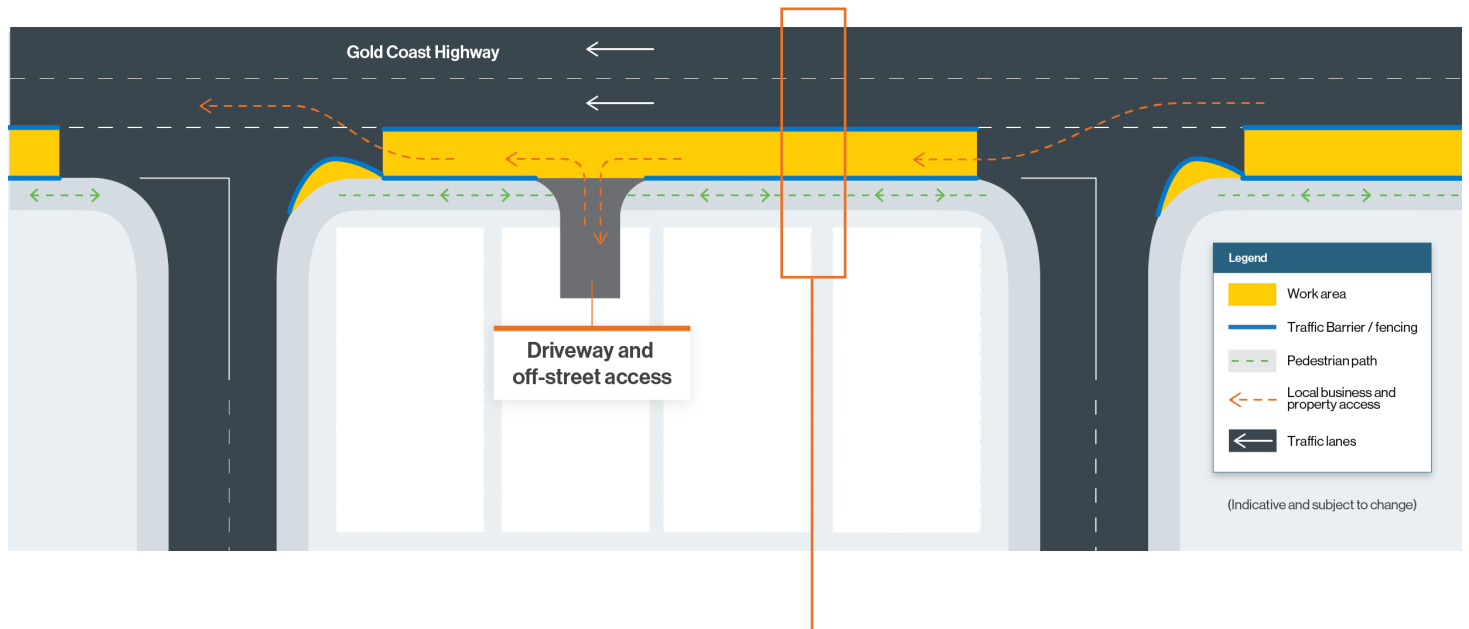 Gold Coast Highway
Driveway and
off-street access
Legend
Work area
Traffic Barrier / fencing
Pedestrian path
Local business and
property access
Traffic lanes
(Indicative and subject to change)